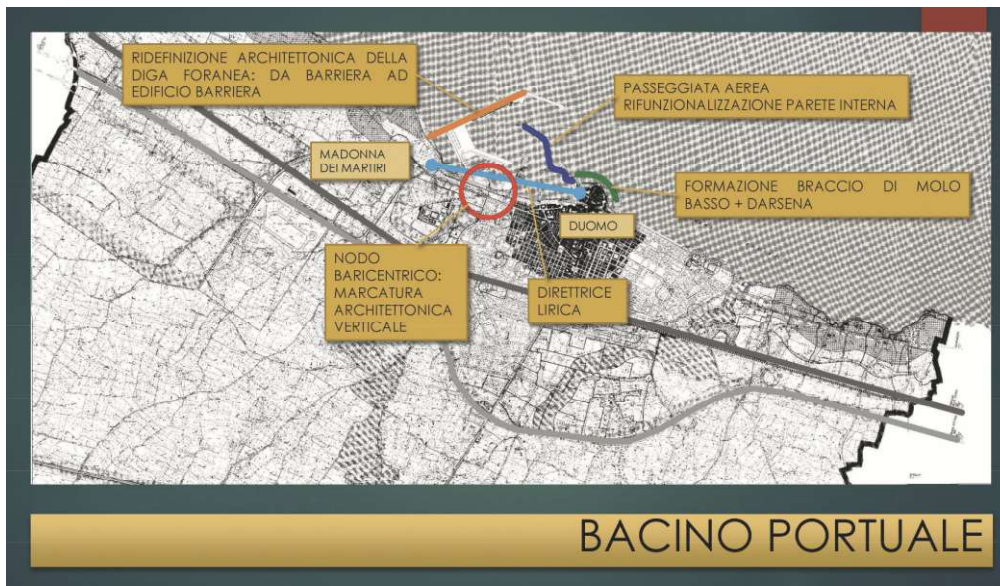 RIDEFINIZIONE ARCHITETTONICA DELLA
DIGA FORANEA: DA BARRIERA AD
EDIFICIO BARRIERA
PASSEGGIATA AEREA
RIFUNZIONALIZZAZIONE PARETE INTERNA
MADONNA
DEI MARTIRI
FORMAZIONE BRACCIO DI MOLO
BASSO + DARSENA
DUOMO
NODO
BARICENTRICO:
MARCATURA
ARCHITETTONICA
VERTICALE
DIRETTRICE
LIRICA
BACINO PORTUALE